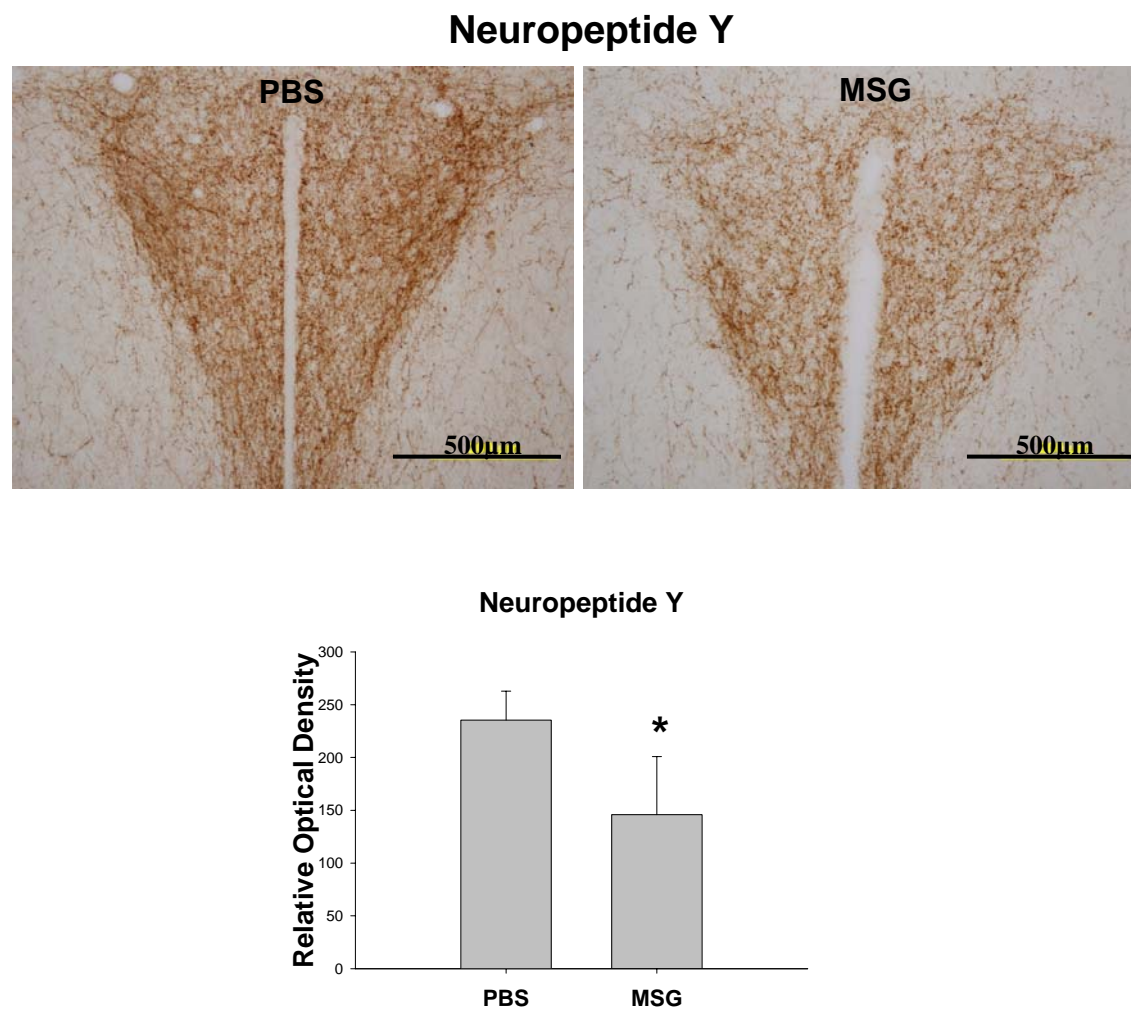 Neuropeptide Y
PBS
MSG
500µm
500µm
Neuropeptide Y
Relative Optical Density
300
250
200
150
100
50
0
*
PBS
MSG